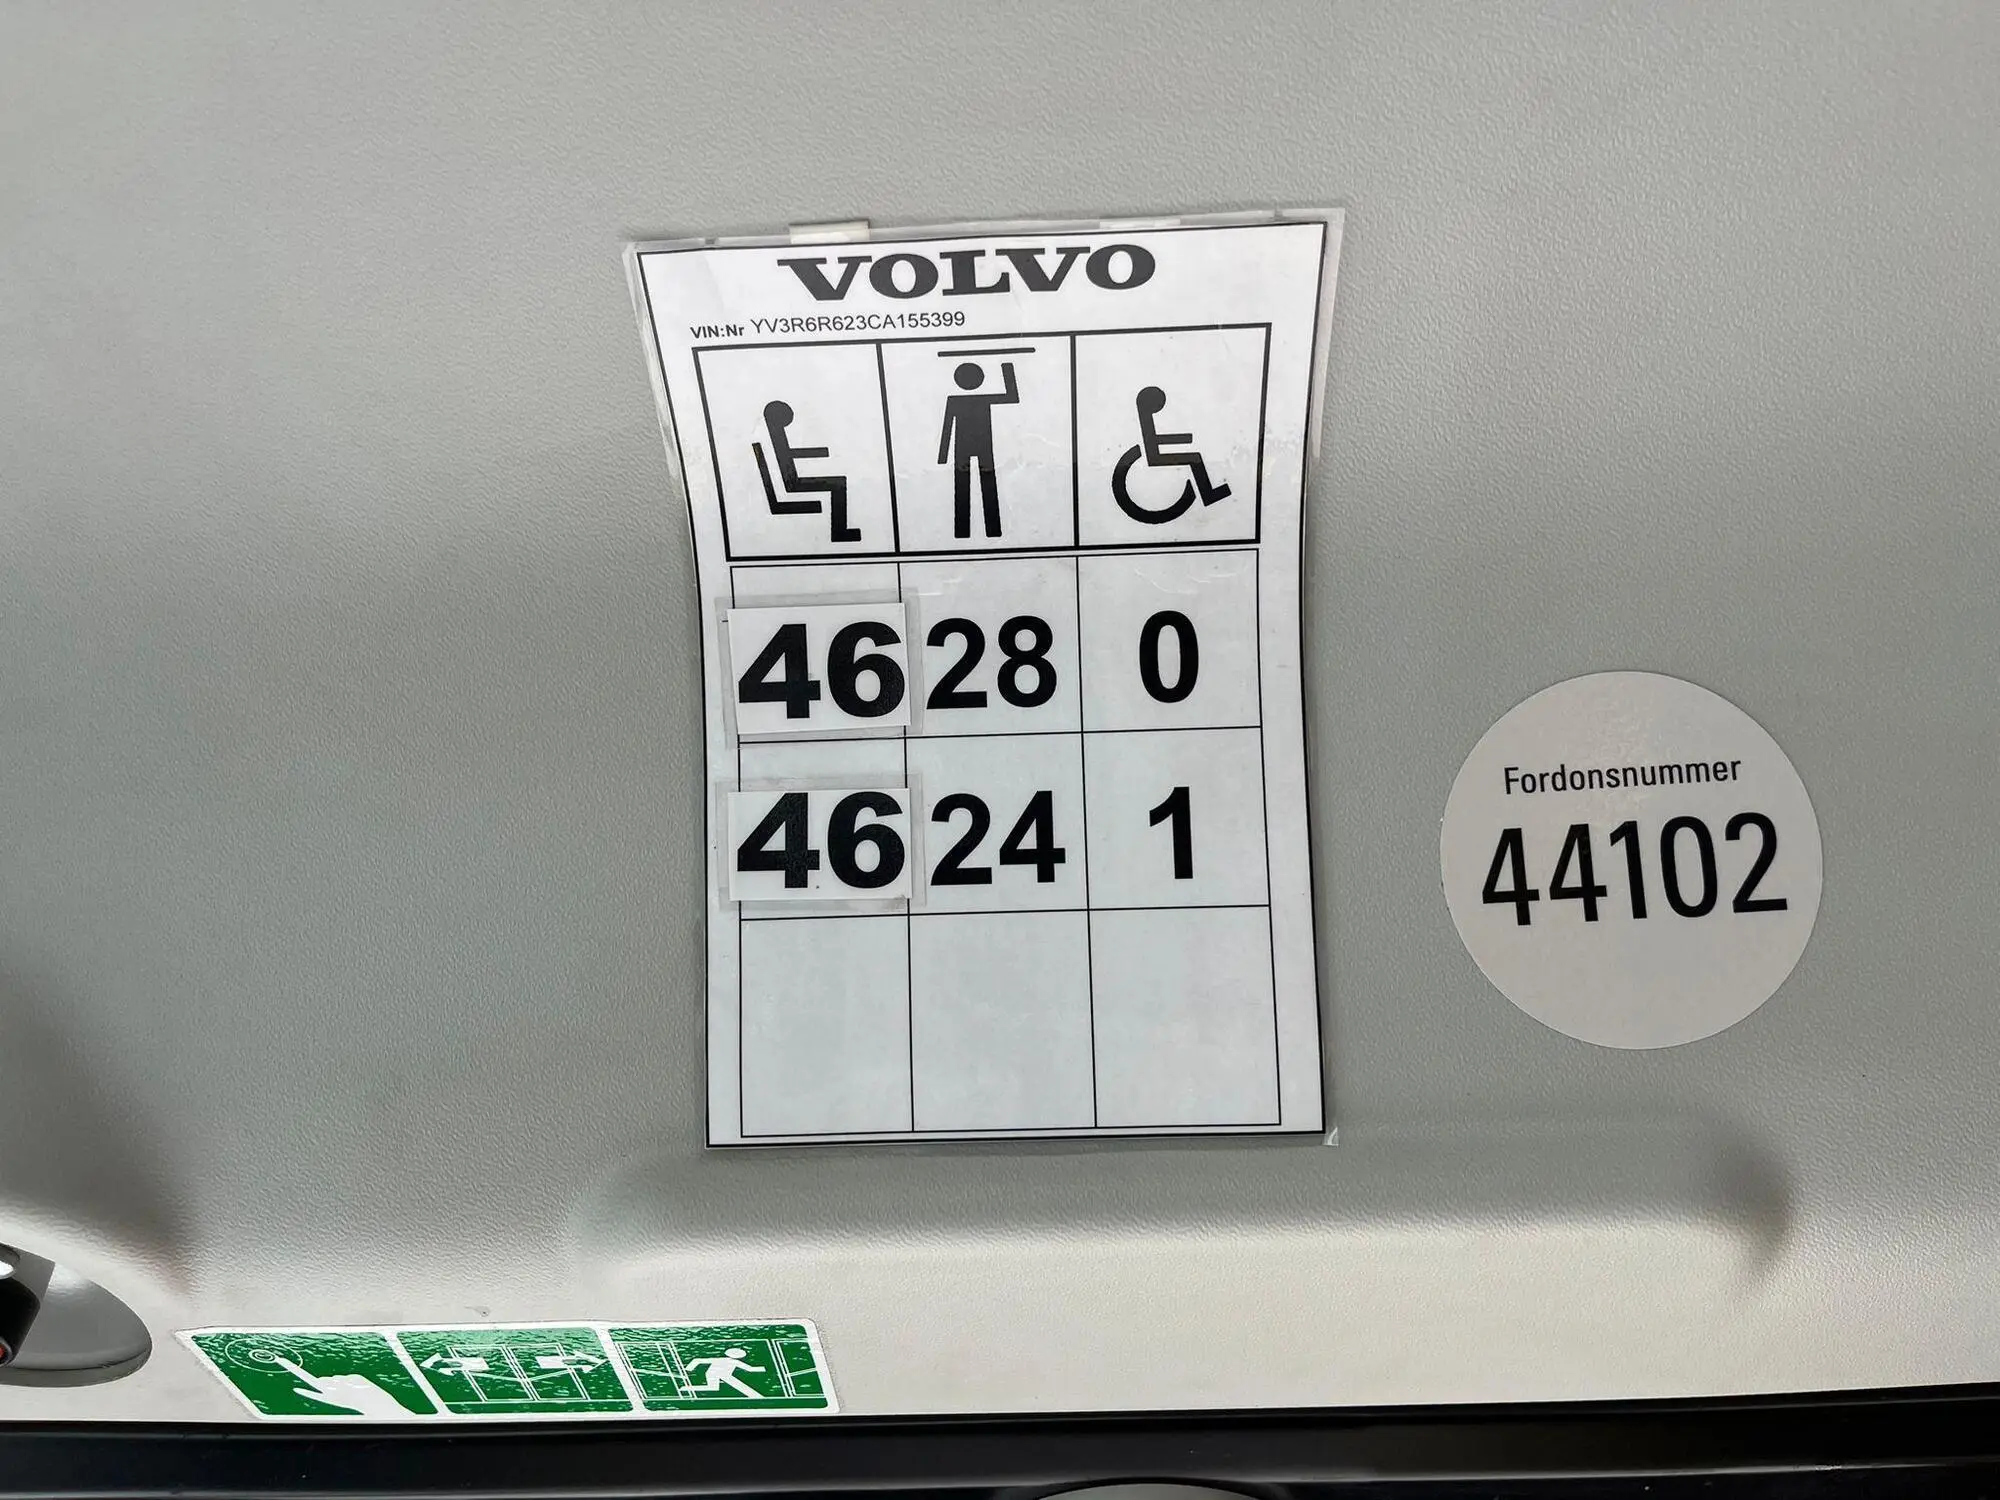 VOLVO
VIN:Nr YV3R6R623CA155399
46 28 0
46 24 1
Fordonsnummer
44102